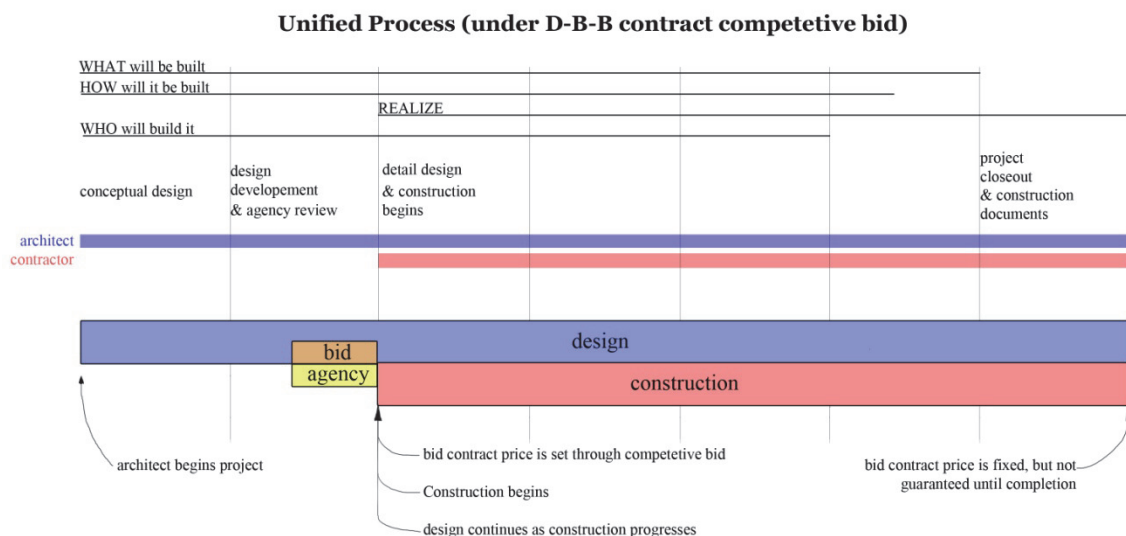 Unified Process (under D-B-B contract competetive bid)
WHAT will be built
HOW will it be built
REALIZE
WHO will build it
conceptual design
design
developement
& agency review
detail design
& construction
begins
project
closeout
& construction
documents
architect
contractor
design
bid
agency
construction
architect begins project
bid contract price is set through competetive bid
Construction begins
design continues as construction progresses
bid contract price is fixed, but not
guaranteed until completion